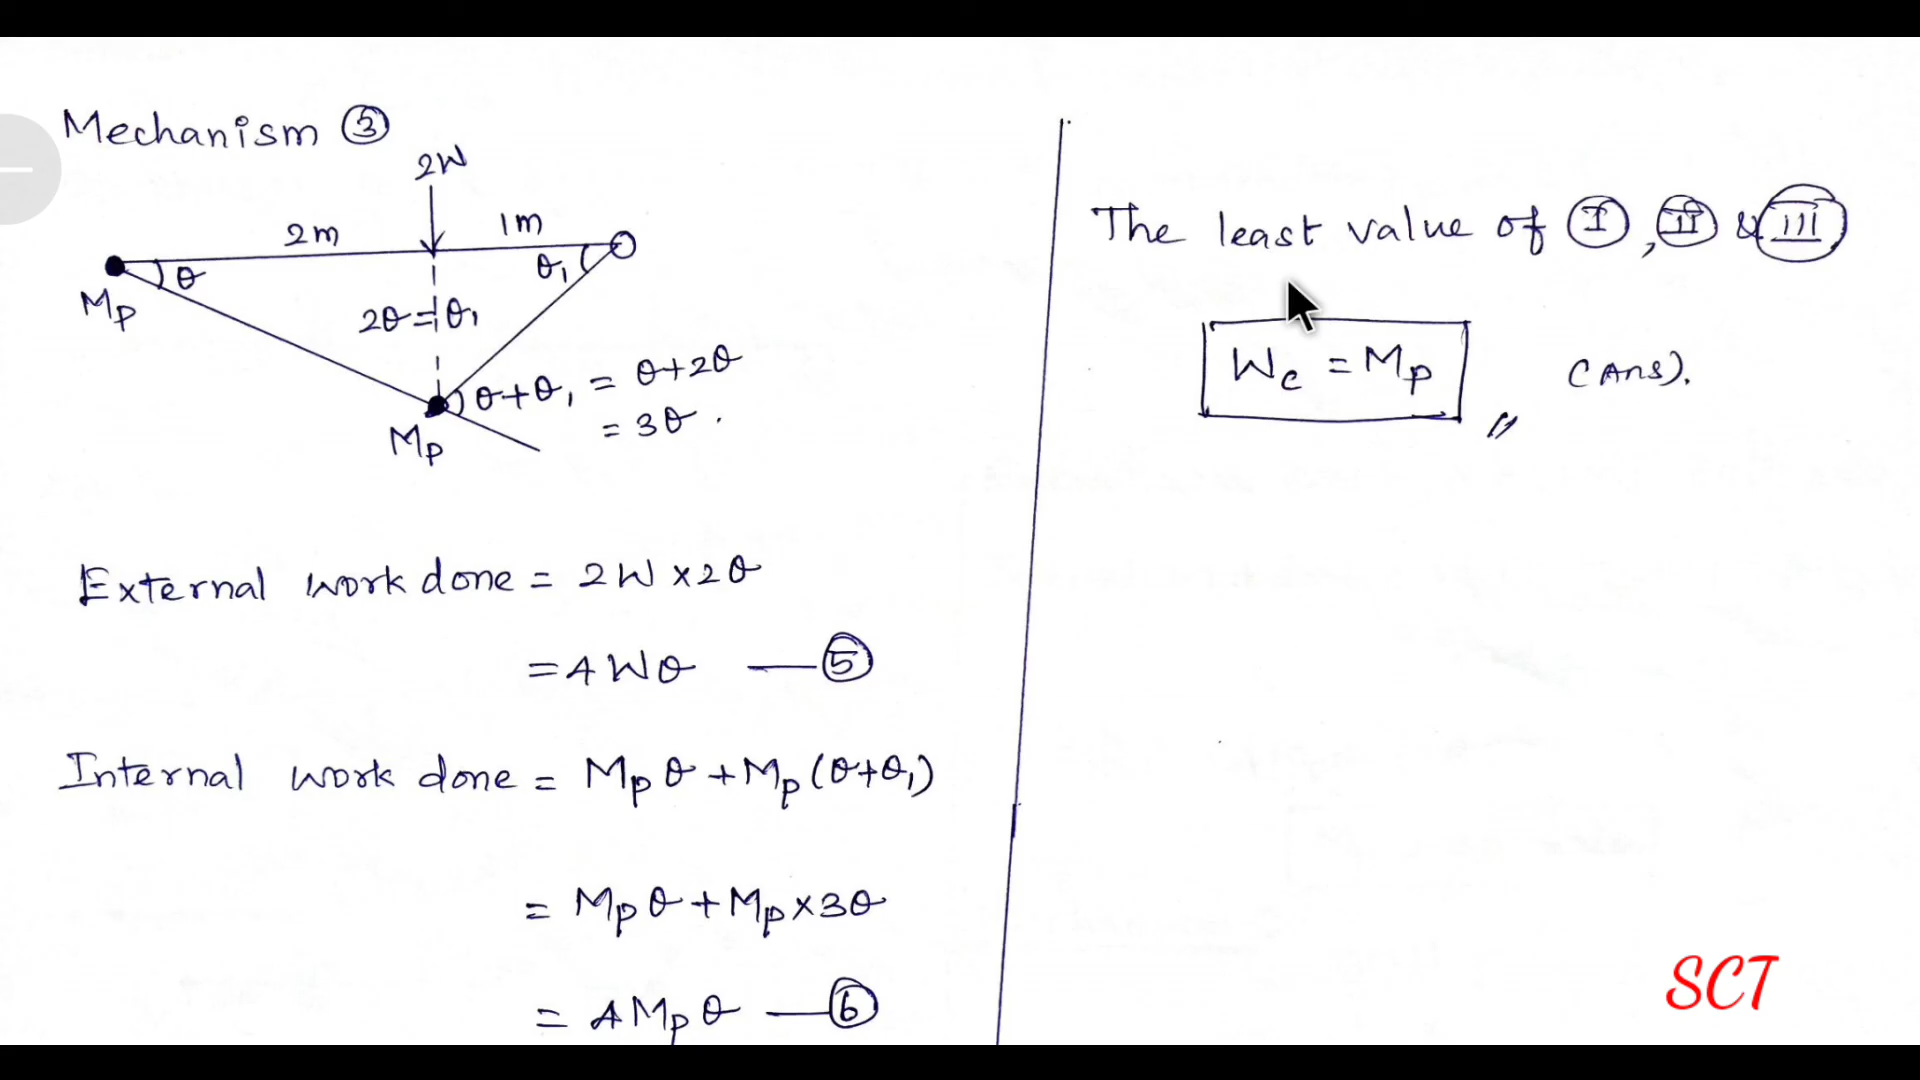 Mechanism ③
2W
2m
1m
θ
θ₁
Mp
2θ = θ₁
θ+θ₁ = θ+2θ
= 3θ.
Mp
External work done = 2W×2θ
= 4Wθ —⑤
Internal work done = Mpθ + Mp(θ+θ₁)
= Mpθ + Mp×3θ
= 4Mpθ —⑥
The least value of Ⓘ, Ⅱ & Ⅲ
Wc = Mp (Ans).
SCT